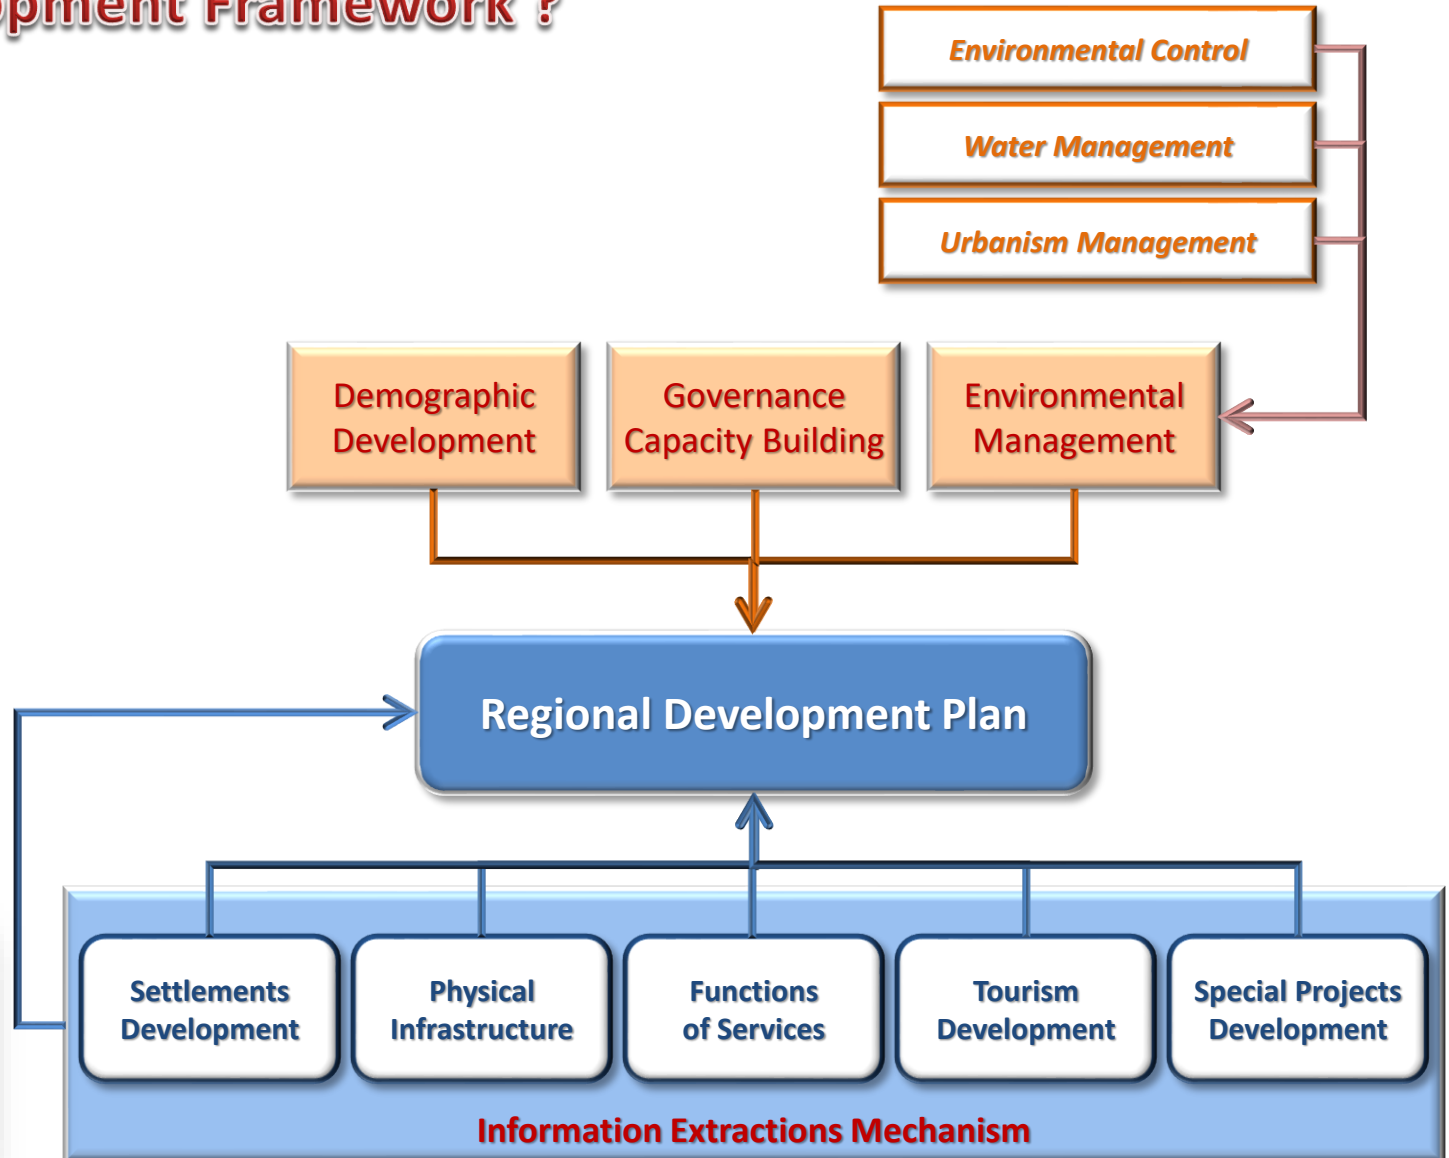 Framework ?
Environmental Control
Water Management
Urbanism Management
Demographic
Development
Governance
Capacity Building
Environmental
Management
Regional Development Plan
Settlements
Development
Physical
Infrastructure
Functions
of Services
Tourism
Development
Special Projects
Development
Information Extractions Mechanism